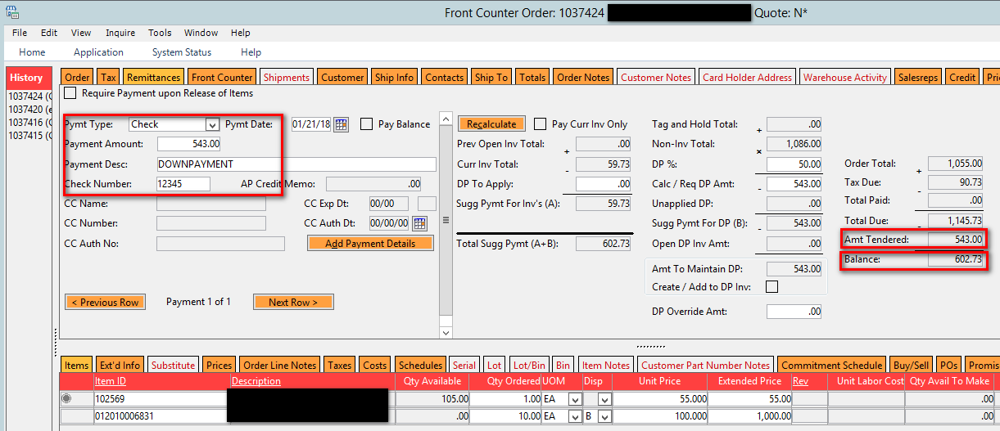 Front Counter Order: 1037424 Quote: N*
File Edit View Inquire Tools Window Help
Home Application System Status Help
History
1037424 (C
1037420 (e
1037416 (C
1037415 (C
Order Tax Remittances Front Counter Shipments Customer Ship Info Contacts Ship To Totals Order Notes Customer Notes Card Holder Address Warehouse Activity Salesreps Credit Pri
Require Payment upon Release of Items
Pymt Type: Check Pymt Date: 01/21/18 Pay Balance
Payment Amount: 543.00
Payment Desc: DOWNPAYMENT
Check Number: 12345 AP Credit Memo: .00
CC Name: CC Exp Dt: 00/00
CC Number: CC Auth Dt: 00/00/00
CC Auth No: Add Payment Details
< Previous Row Payment 1 of 1 Next Row >
Recalculate Pay Curr Inv Only
Prev Open Inv Total: + .00
Curr Inv Total: - 59.73
DP To Apply: .00
Sugg Pymt For Inv's (A): 59.73
Total Sugg Pymt (A+B): 602.73
Tag and Hold Total: + .00
Non-Inv Total: × 1,086.00
DP %: 50.00
Calc / Req DP Amt: - 543.00
Unapplied DP: .00
Sugg Pymt For DP (B): - 543.00
Open DP Inv Amt: .00
Amt To Maintain DP: 543.00
Create / Add to DP Inv:
DP Override Amt: .00
Order Total: + 1,055.00
Tax Due: - 90.73
Total Paid: .00
Total Due: - 1,145.73
Amt Tendered: 543.00
Balance: 602.73
Items Ext'd Info Substitute Prices Order Line Notes Taxes Costs Schedules Serial Lot Lot/Bin Bin Item Notes Customer Part Number Notes Commitment Schedule Buy/Sell POs Promis
Item ID Description Qty Available Qty Ordered UOM Disp Unit Price Extended Price Rev Unit Labor Cost Qty Avail To Make
102569 105.00 1.00 EA 55.000 55.00 .00
012010006831 .00 10.00 EA B 100.000 1,000.00 .00